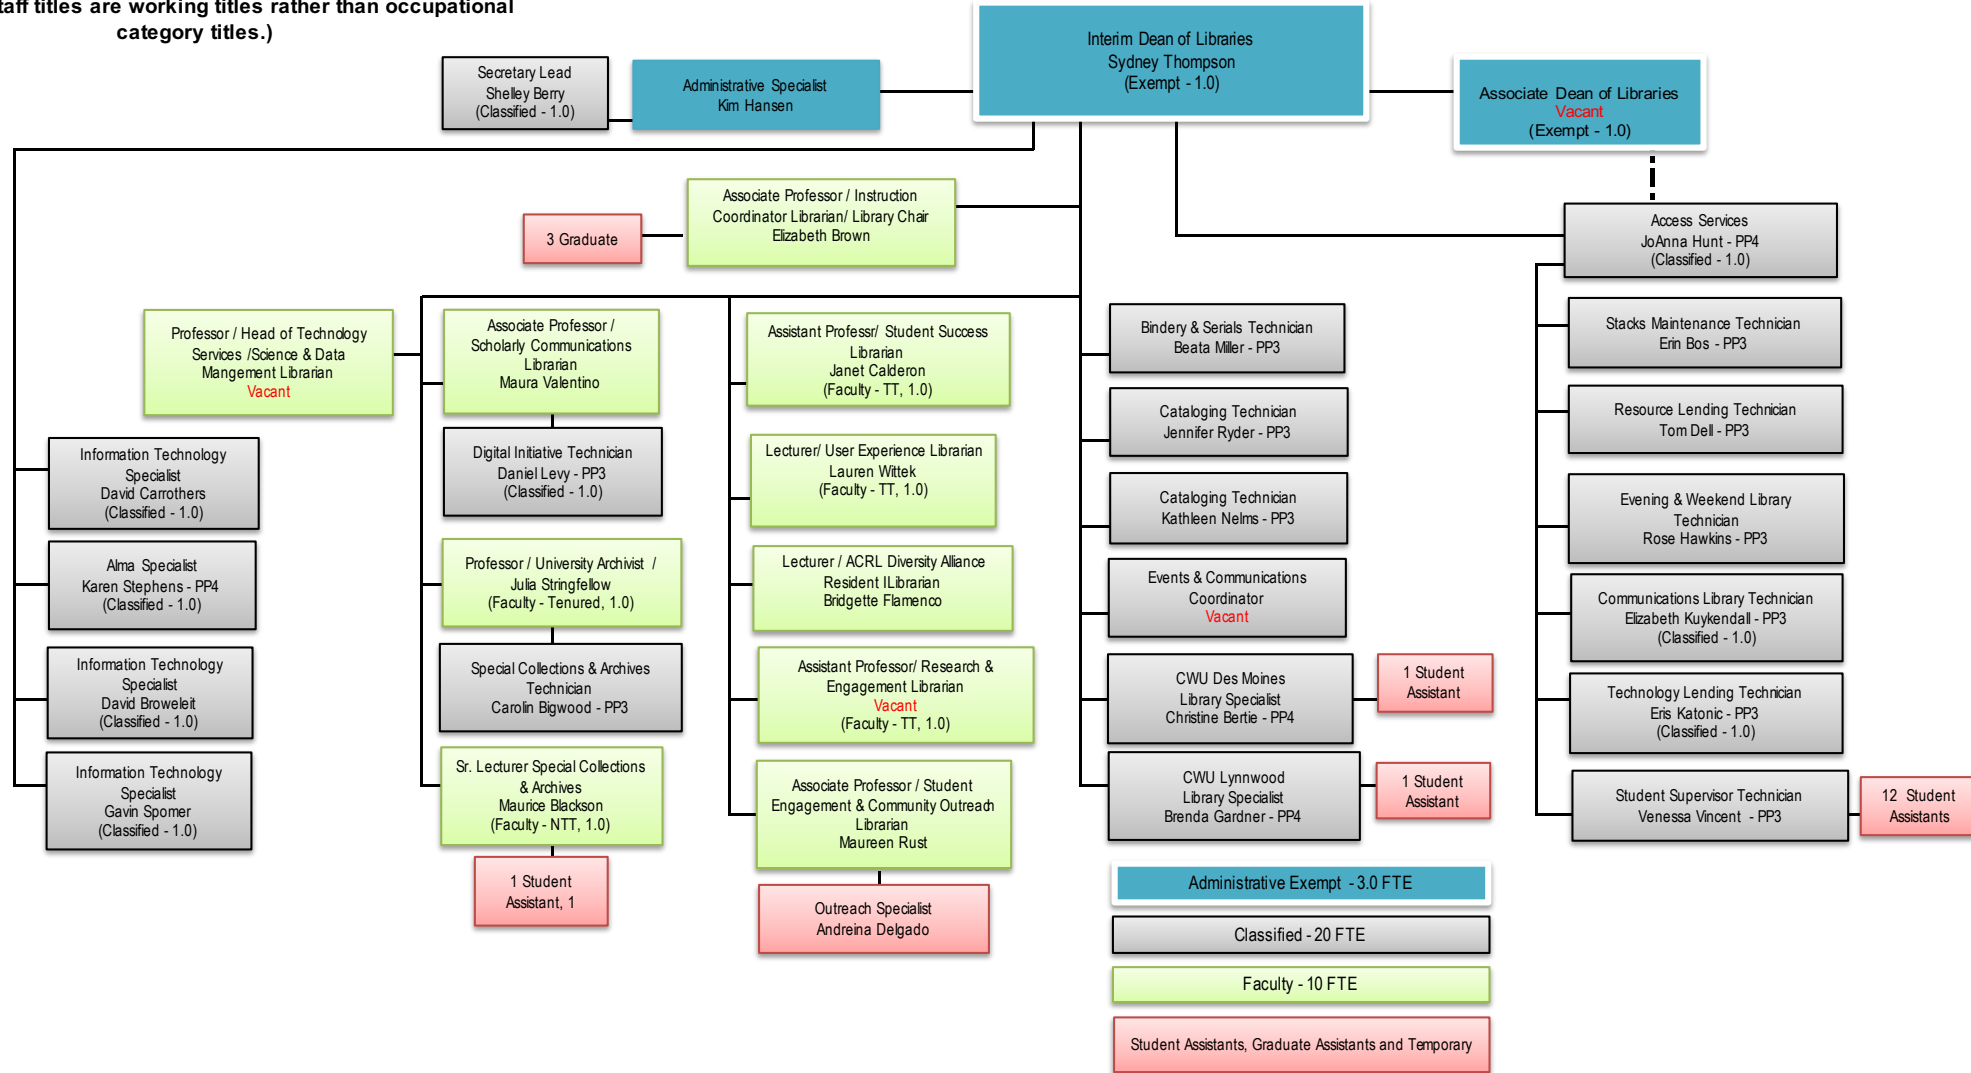 taff titles are working titles rather than occupational
category titles.)
Interim Dean of Libraries
Sydney Thompson
(Exempt - 1.0)
Secretary Lead
Shelley Berry
(Classified - 1.0)
Administrative Specialist
Kim Hansen
Associate Dean of Libraries
Vacant
(Exempt - 1.0)
Associate Professor / Instruction
Coordinator Librarian/ Library Chair
Elizabeth Brown
3 Graduate
Access Services
JoAnna Hunt - PP4
(Classified - 1.0)
Professor / Head of Technology
Services /Science & Data
Mangement Librarian
Vacant
Information Technology
Specialist
David Carrothers
(Classified - 1.0)
Alma Specialist
Karen Stephens - PP4
(Classified - 1.0)
Information Technology
Specialist
David Broweleit
(Classified - 1.0)
Information Technology
Specialist
Gavin Spomer
(Classified - 1.0)
Associate Professor /
Scholarly Communications
Librarian
Maura Valentino
Digital Initiative Technician
Daniel Levy - PP3
(Classified - 1.0)
Professor / University Archivist /
Julia Stringfellow
(Faculty - Tenured, 1.0)
Special Collections & Archives
Technician
Carolin Bigwood - PP3
Sr. Lecturer Special Collections
& Archives
Maurice Blackson
(Faculty - NTT, 1.0)
1 Student
Assistant, 1
Assistant Professr/ Student Success
Librarian
Janet Calderon
(Faculty - TT, 1.0)
Lecturer/ User Experience Librarian
Lauren Wittek
(Faculty - TT, 1.0)
Lecturer / ACRL Diversity Alliance
Resident lLibrarian
Bridgette Flamenco
Assistant Professor/ Research &
Engagement Librarian
Vacant
(Faculty - TT, 1.0)
Associate Professor / Student
Engagement & Community Outreach
Librarian
Maureen Rust
Outreach Specialist
Andreina Delgado
Bindery & Serials Technician
Beata Miller - PP3
Cataloging Technician
Jennifer Ryder - PP3
Cataloging Technician
Kathleen Nelms - PP3
Events & Communications
Coordinator
Vacant
CWU Des Moines
Library Specialist
Christine Bertie - PP4
1 Student
Assistant
CWU Lynnwood
Library Specialist
Brenda Gardner - PP4
1 Student
Assistant
Stacks Maintenance Technician
Erin Bos - PP3
Resource Lending Technician
Tom Dell - PP3
Evening & Weekend Library
Technician
Rose Hawkins - PP3
Communications Library Technician
Elizabeth Kuykendall - PP3
(Classified - 1.0)
Technology Lending Technician
Eris Katonic - PP3
(Classified - 1.0)
Student Supervisor Technician
Venessa Vincent - PP3
12 Student
Assistants
Administrative Exempt - 3.0 FTE
Classified - 20 FTE
Faculty - 10 FTE
Student Assistants, Graduate Assistants and Temporary